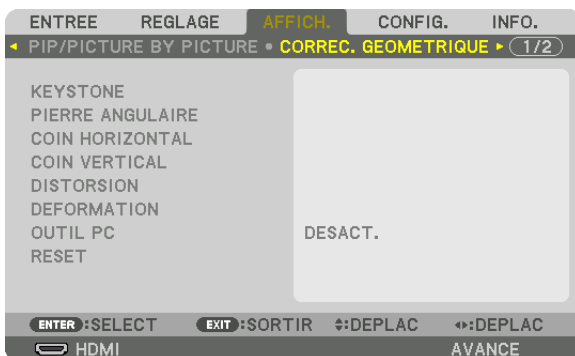 ENTREE REGLAGE AFFICH. CONFIG. INFO.
PIP/PICTURE BY PICTURE • CORREC. GEOMETRIQUE 1/2
KEYSTONE
PIERRE ANGULAIRE
COIN HORIZONTAL
COIN VERTICAL
DISTORSION
DEFORMATION
OUTIL PC DESACT.
RESET
ENTER :SELECT EXIT :SORTIR :DEPLAC :DEPLAC
HDMI AVANCE